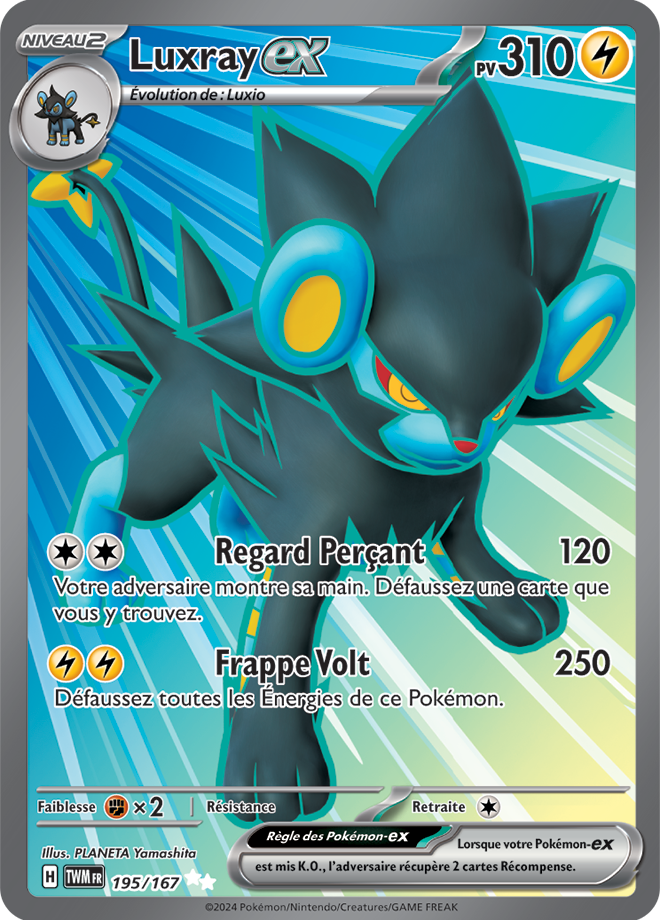 NIVEAU 2
Luxray ex
PV 310
Évolution de : Luxio
Regard Perçant 120
Votre adversaire montre sa main. Défaussez une carte que
vous y trouvez.
Frappe Volt 250
Défaussez toutes les Énergies de ce Pokémon.
Faiblesse ×2 Résistance Retraite
Illus. PLANETA Yamashita
Règle des Pokémon-ex Lorsque votre Pokémon-ex
est mis K.O., l'adversaire récupère 2 cartes Récompense.
H TWM FR 195/167
©2024 Pokémon/Nintendo/Creatures/GAME FREAK